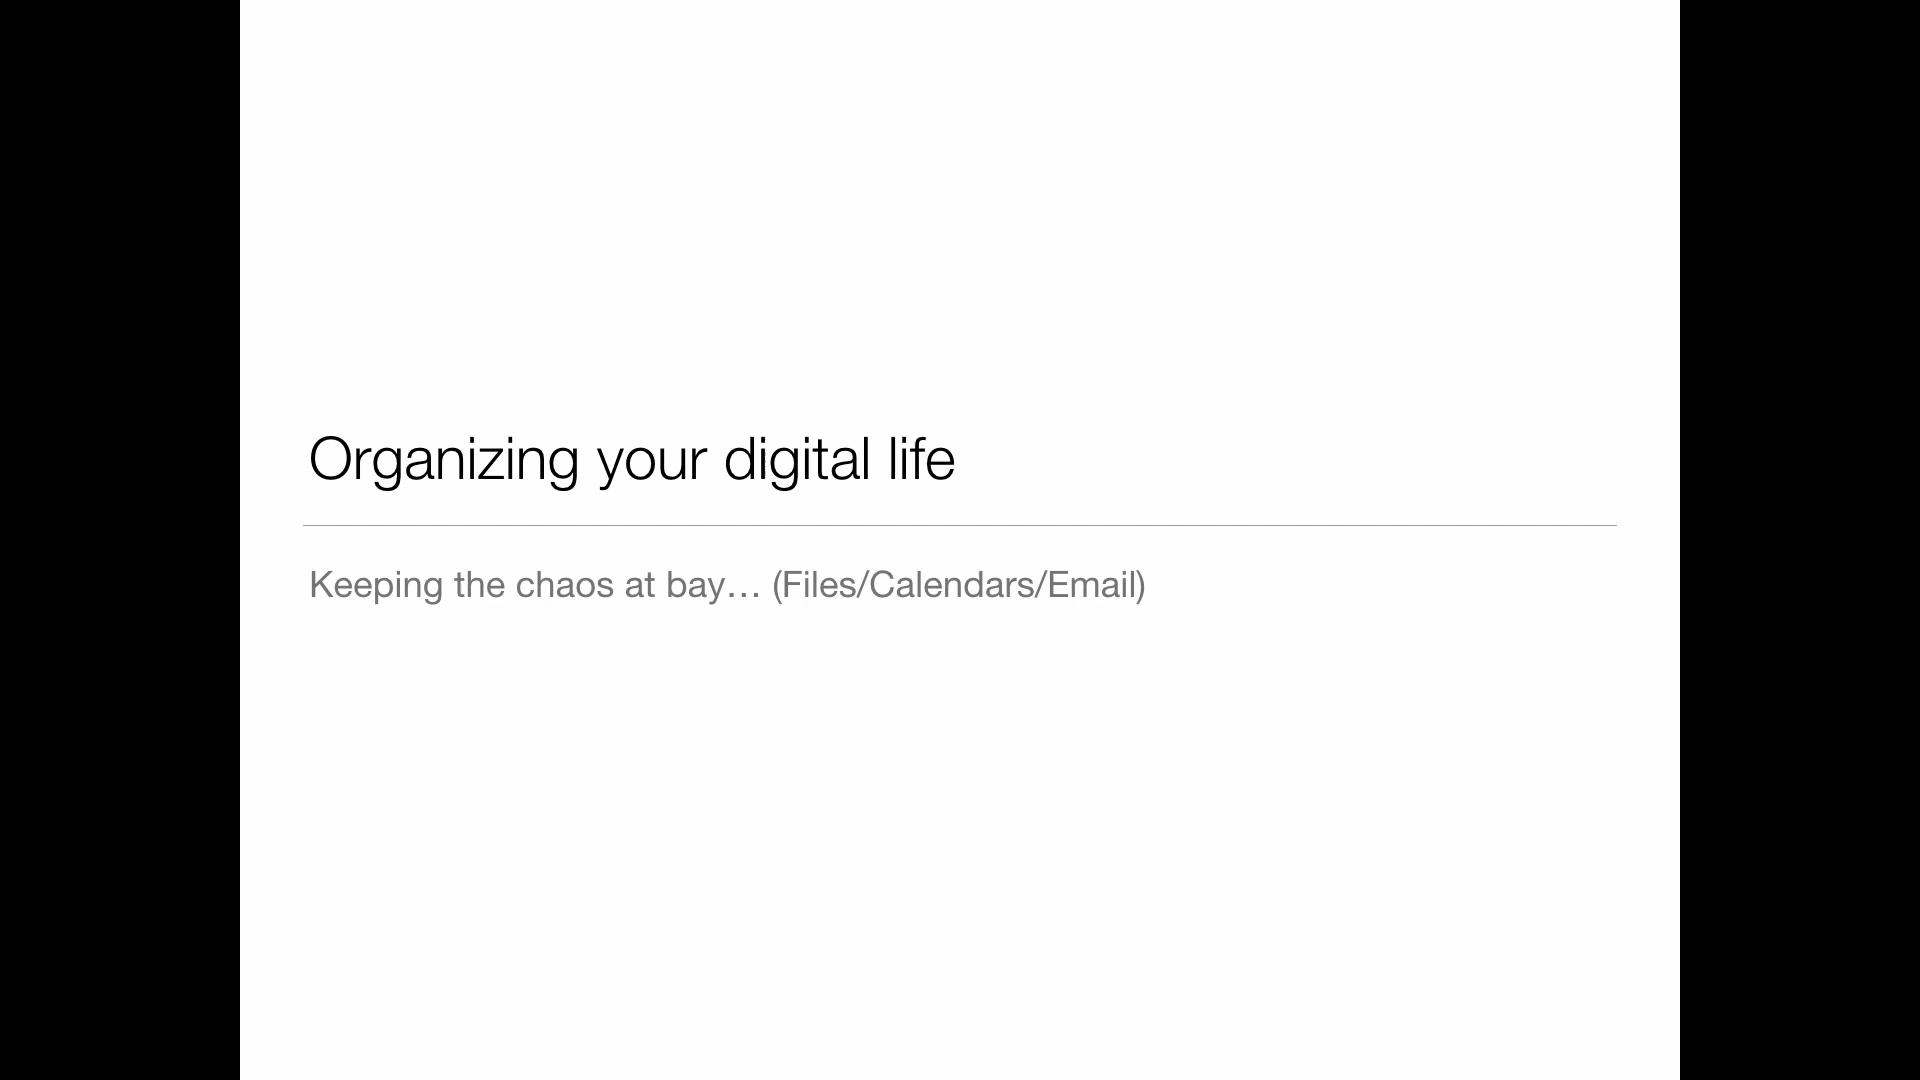 Organizing your digital life
Keeping the chaos at bay… (Files/Calendars/Email)